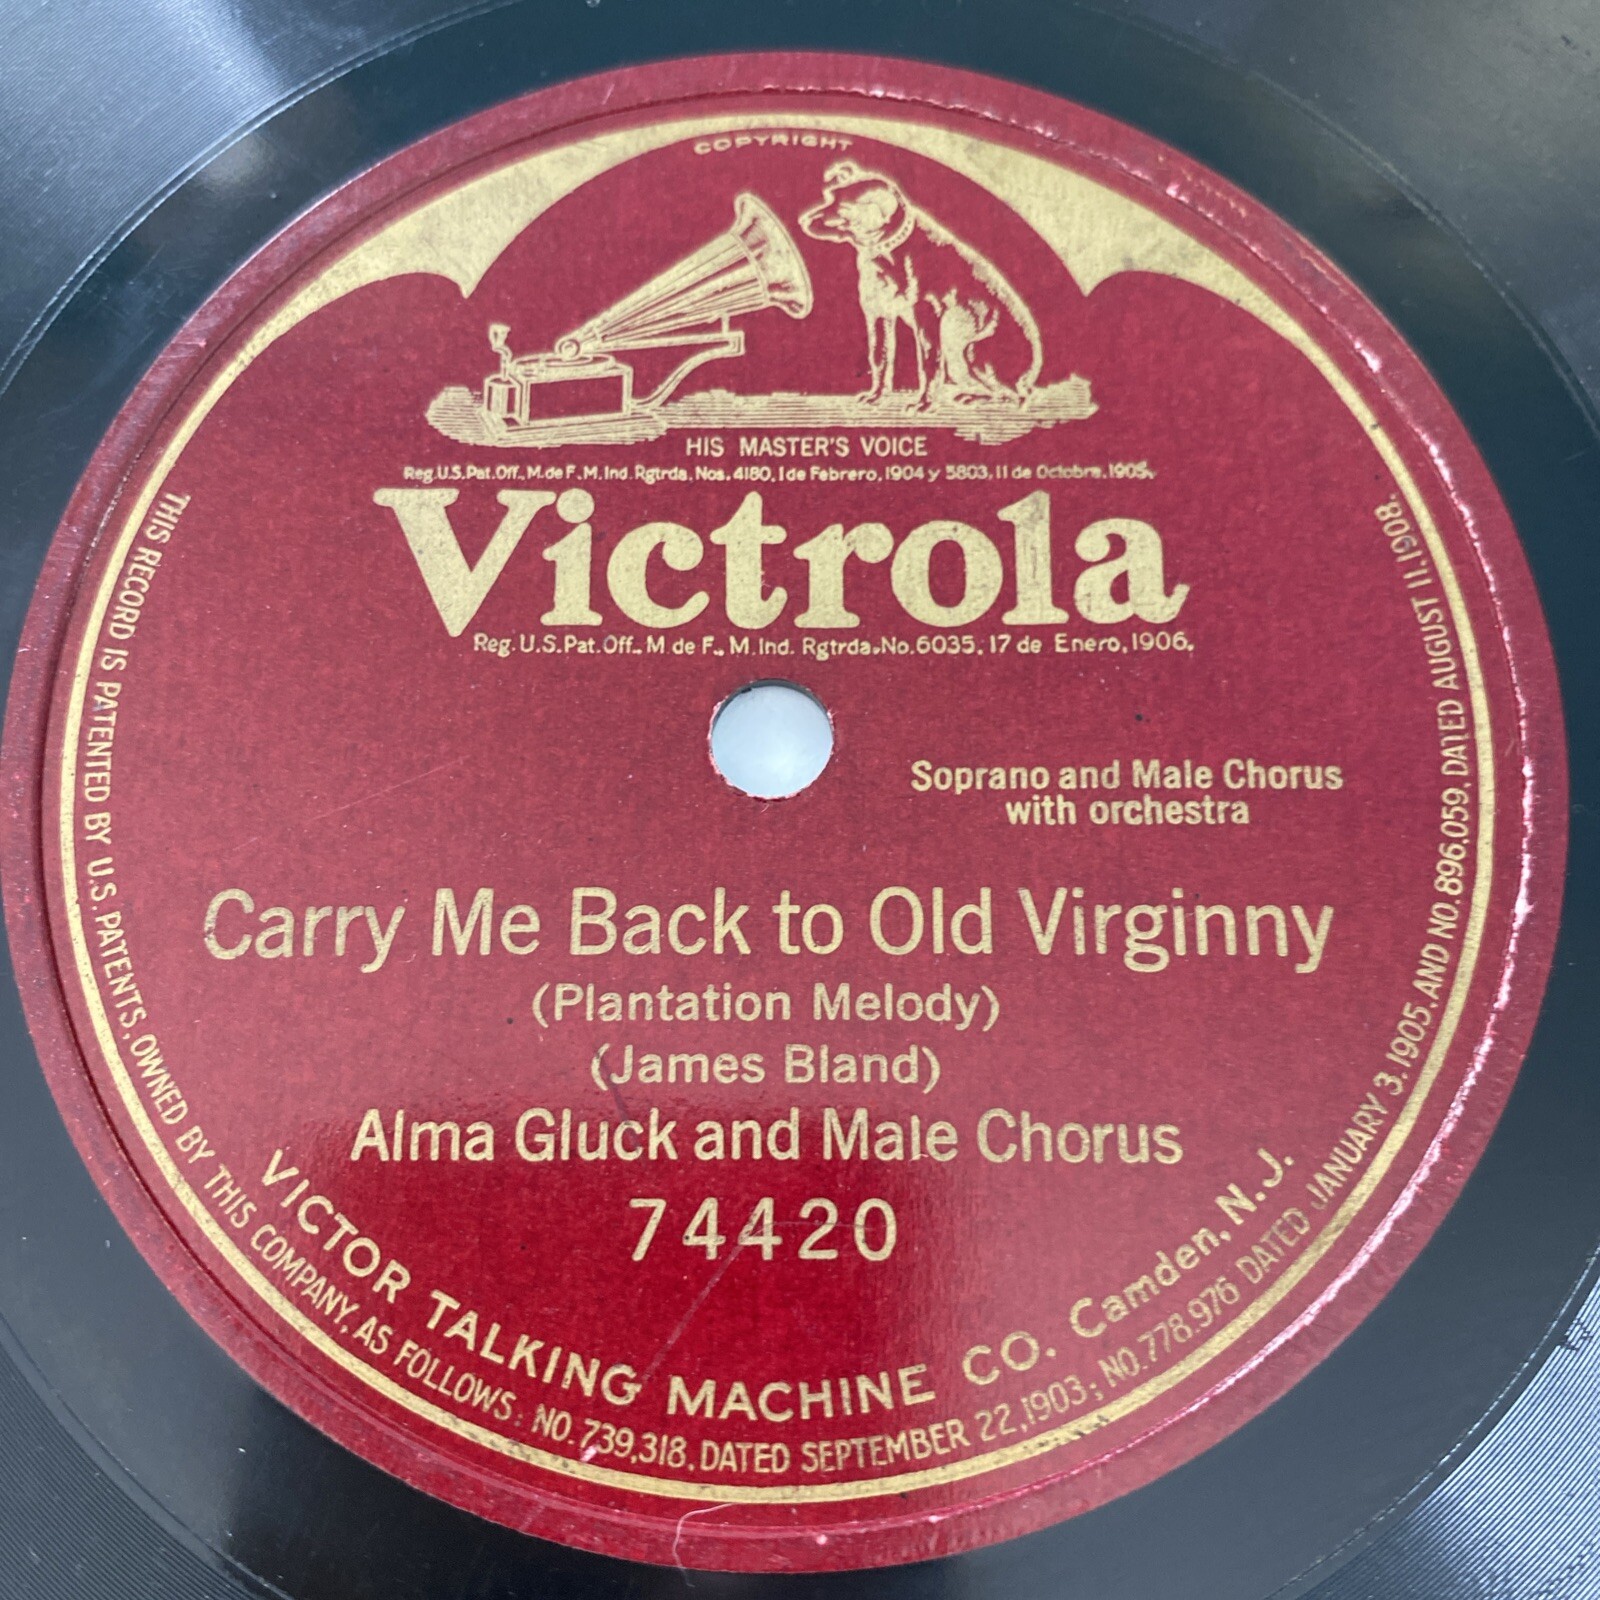 COPYRIGHT
HIS MASTER'S VOICE
Reg.U.S.Pat.Off., M.de F., M.Ind. Rgtrda. Nos. 4180, 1 de Febrero, 1904 y 5803, 11 de Octobre, 1905.
Victrola
Reg. U.S. Pat. Off., M de F., M. Ind. Rgtrda. No. 6035. 17 de Enero, 1906.
Soprano and Male Chorus
with orchestra
Carry Me Back to Old Virginny
(Plantation Melody)
(James Bland)
Alma Gluck and Male Chorus
74420
VICTOR TALKING MACHINE CO. Camden, N.J.
THIS RECORD IS PATENTED BY U.S. PATENTS, OWNED BY THIS COMPANY, AS FOLLOWS: NO. 739,318, DATED SEPTEMBER 22, 1903; NO. 778.976 DATED JANUARY 3, 1905, AND NO. 896,059, DATED AUGUST 11, 1908.